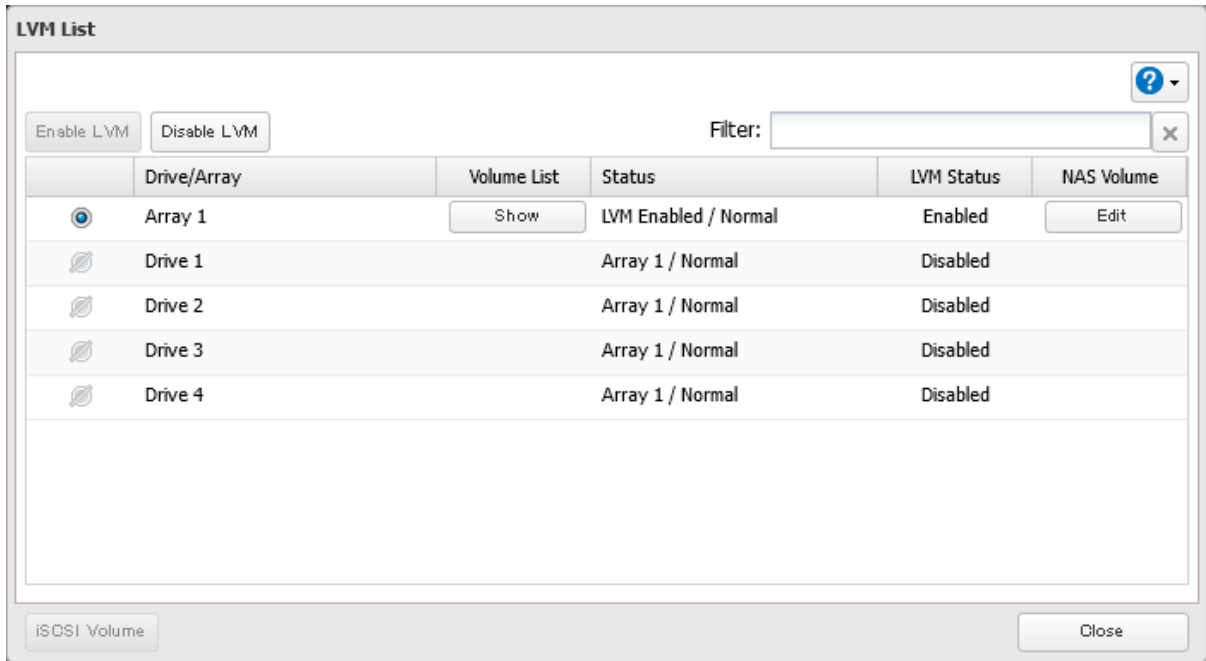 LVM List
?
Enable LVM Disable LVM Filter:
Drive/Array Volume List Status LVM Status NAS Volume
Array 1 Show LVM Enabled / Normal Enabled Edit
Drive 1 Array 1 / Normal Disabled
Drive 2 Array 1 / Normal Disabled
Drive 3 Array 1 / Normal Disabled
Drive 4 Array 1 / Normal Disabled
iSCSI Volume Close